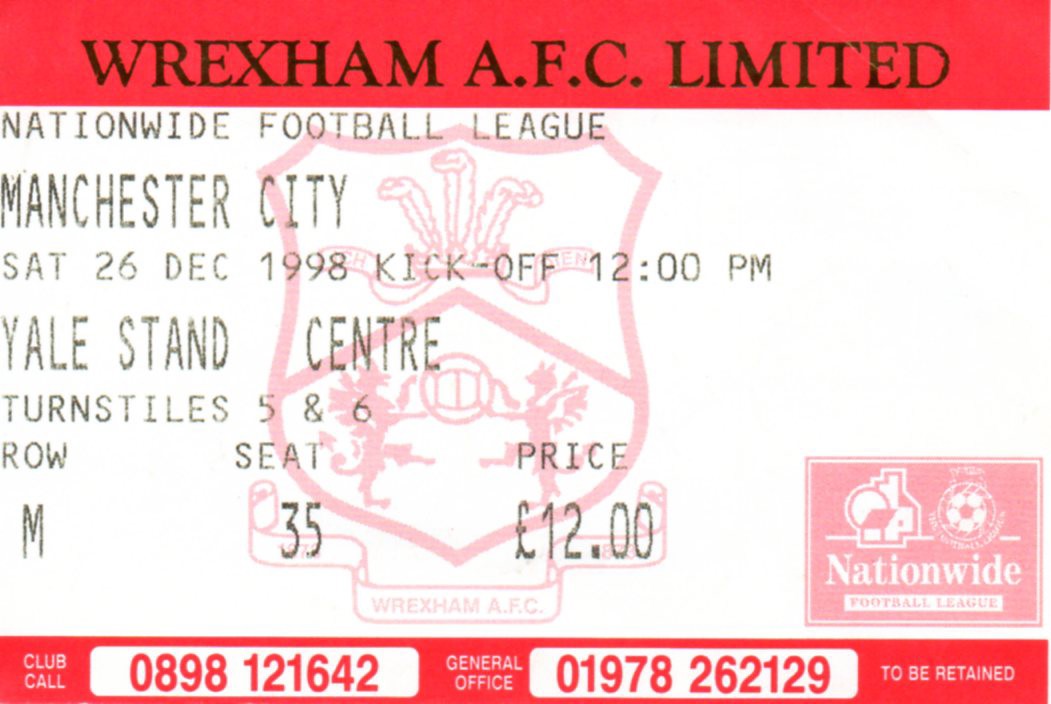 WREXHAM A.F.C. LIMITED
NATIONWIDE FOOTBALL LEAGUE
MANCHESTER CITY
SAT 26 DEC 1998 KICK-OFF 12:00 PM
YALE STAND CENTRE
TURNSTILES 5 & 6
ROW SEAT PRICE
M 35 £12.00
WREXHAM A.F.C.
Nationwide
FOOTBALL LEAGUE
CLUB CALL 0898 121642 GENERAL OFFICE 01978 262129 TO BE RETAINED